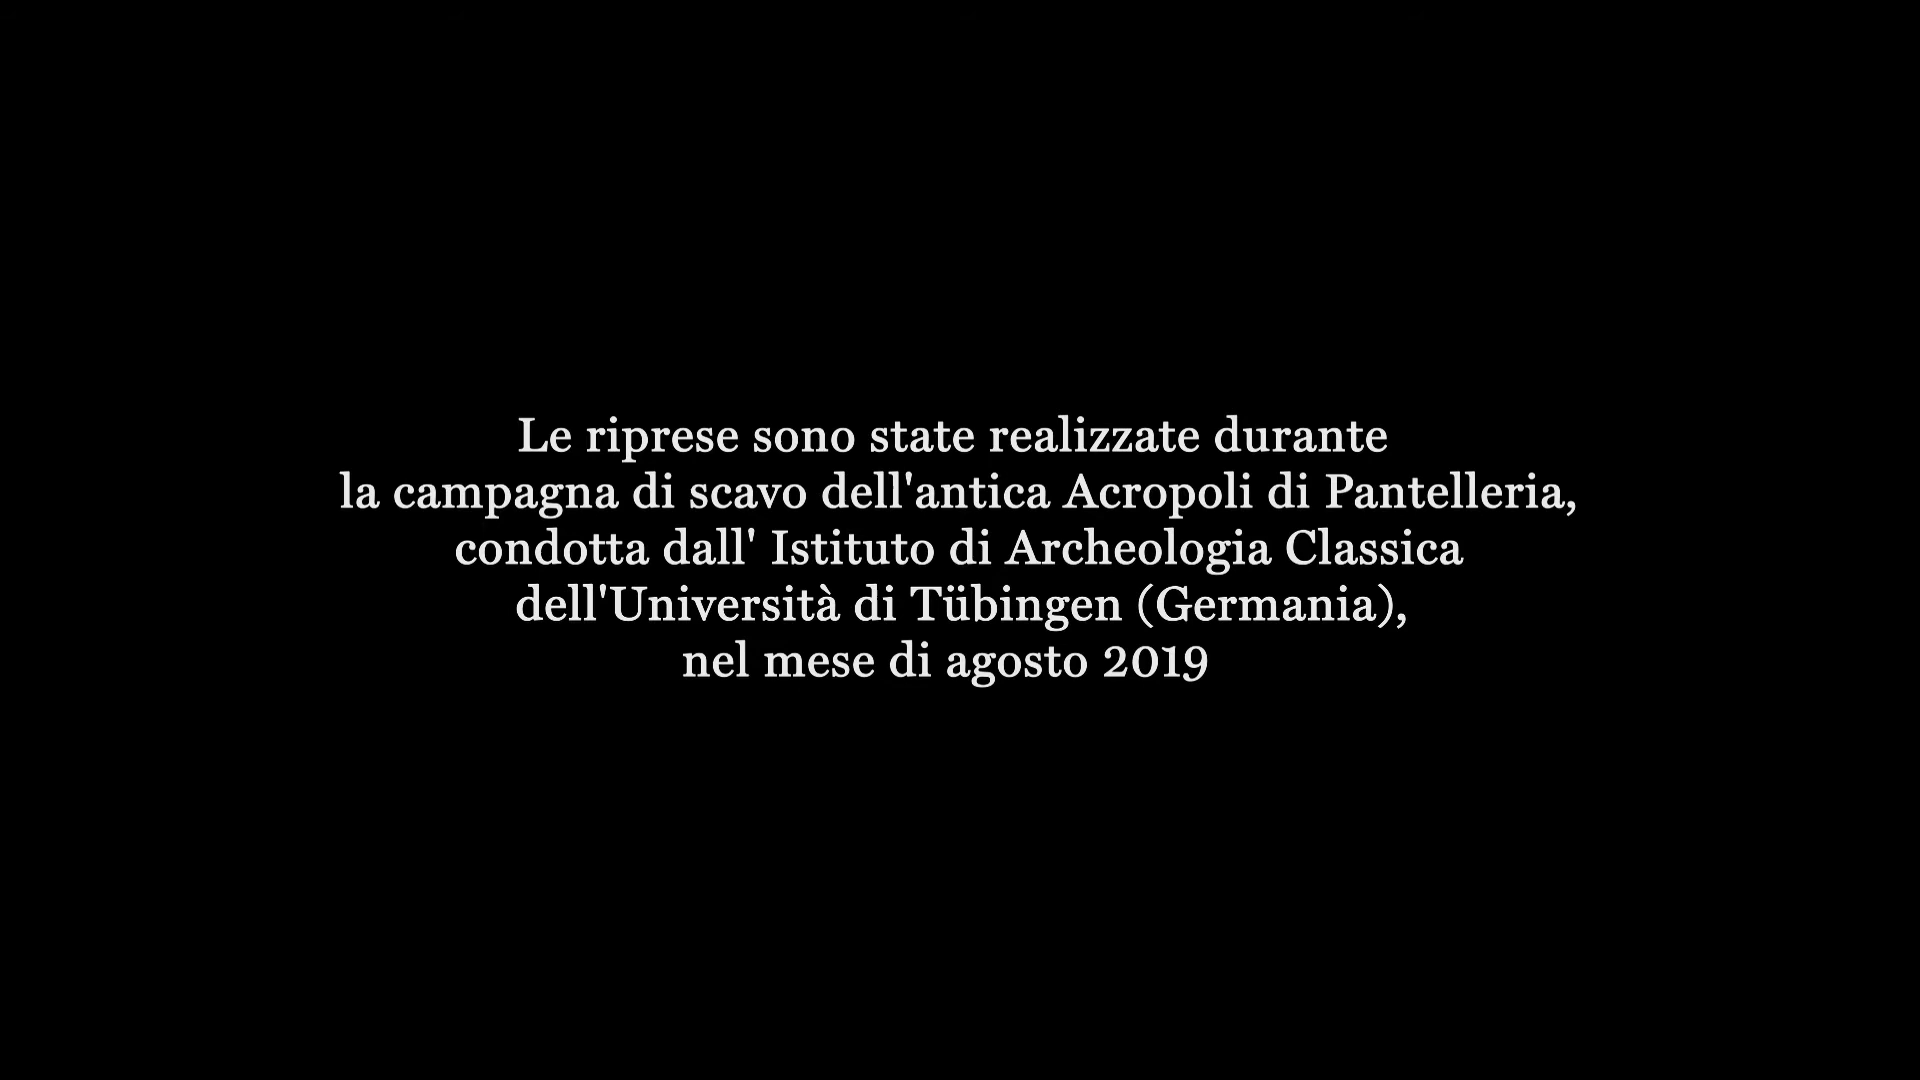 Le riprese sono state realizzate durante
la campagna di scavo dell'antica Acropoli di Pantelleria,
condotta dall' Istituto di Archeologia Classica
dell'Università di Tübingen (Germania),
nel mese di agosto 2019